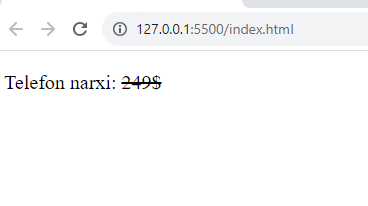 127.0.0.1:5500/index.html
Telefon narxi: 249$